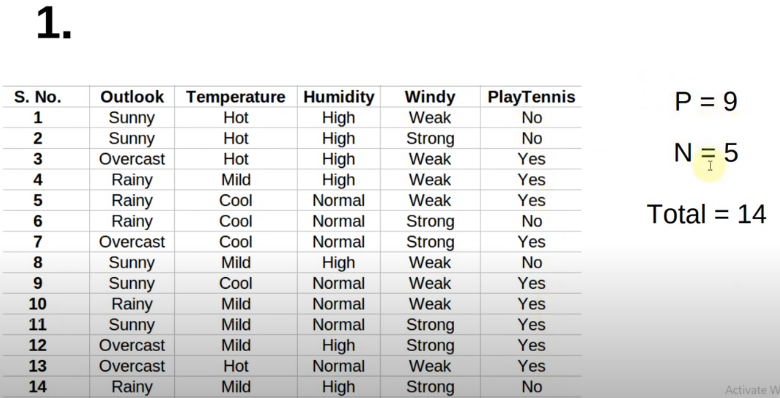 1.
S. No. Outlook Temperature Humidity Windy PlayTennis
1 Sunny Hot High Weak No
2 Sunny Hot High Strong No
3 Overcast Hot High Weak Yes
4 Rainy Mild High Weak Yes
5 Rainy Cool Normal Weak Yes
6 Rainy Cool Normal Strong No
7 Overcast Cool Normal Strong Yes
8 Sunny Mild High Weak No
9 Sunny Cool Normal Weak Yes
10 Rainy Mild Normal Weak Yes
11 Sunny Mild Normal Strong Yes
12 Overcast Mild High Strong Yes
13 Overcast Hot Normal Weak Yes
14 Rainy Mild High Strong No
P = 9
N = 5
Total = 14
Activate W